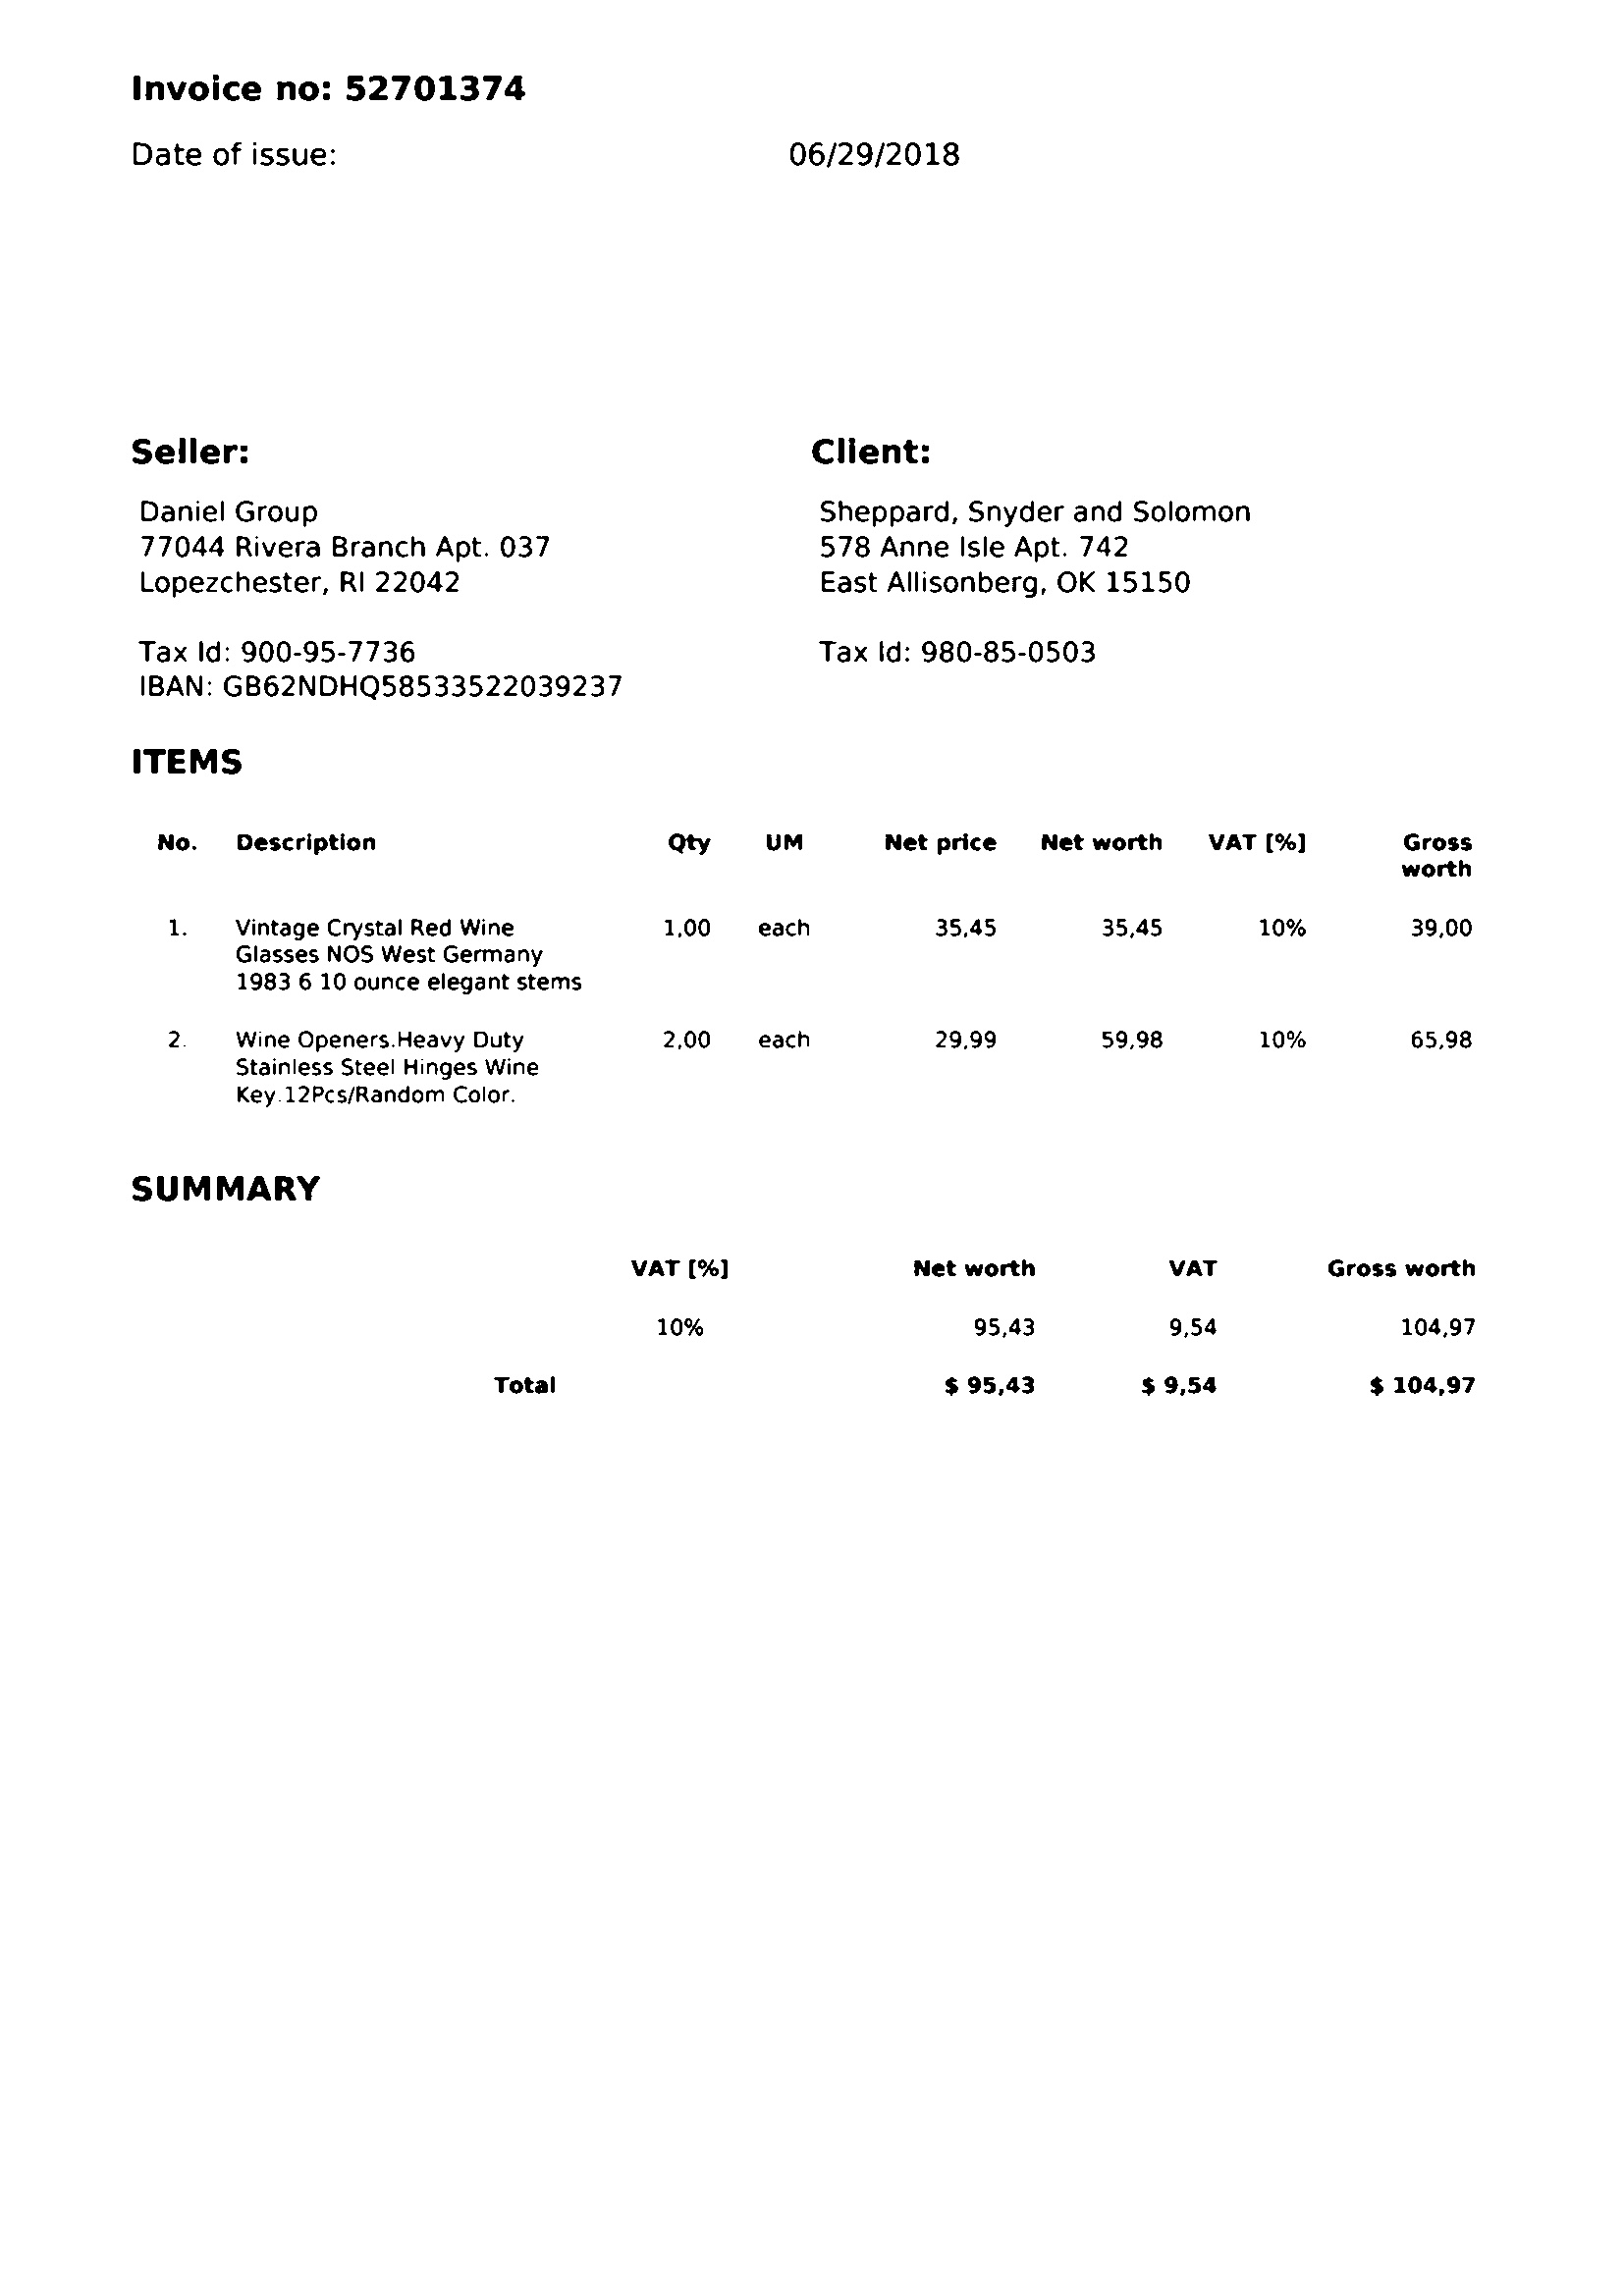 Invoice no: 52701374
Date of issue: 06/29/2018
Seller:
Daniel Group
77044 Rivera Branch Apt. 037
Lopezchester, RI 22042
Tax Id: 900-95-7736
IBAN: GB62NDHQ58533522039237
Client:
Sheppard, Snyder and Solomon
578 Anne Isle Apt. 742
East Allisonberg, OK 15150
Tax Id: 980-85-0503
ITEMS
No. Description Qty UM Net price Net worth VAT [%] Gross
worth
1. Vintage Crystal Red Wine 1,00 each 35,45 35,45 10% 39,00
Glasses NOS West Germany
1983 6 10 ounce elegant stems
2. Wine Openers.Heavy Duty 2,00 each 29,99 59,98 10% 65,98
Stainless Steel Hinges Wine
Key.12Pcs/Random Color.
SUMMARY
VAT [%] Net worth VAT Gross worth
10% 95,43 9,54 104,97
Total $ 95,43 $ 9,54 $ 104,97